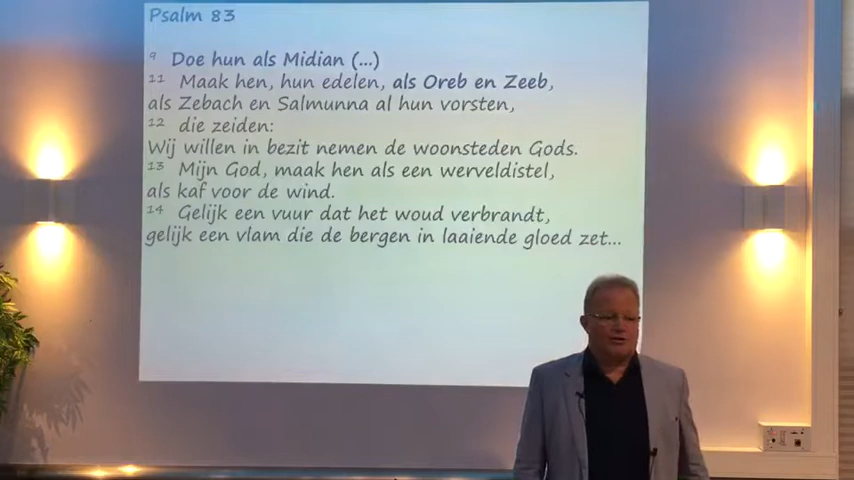 Psalm 83
⁹ Doe hun als Midian (...)
¹¹ Maak hen, hun edelen, als Oreb en Zeeb,
als Zebach en Salmunna al hun vorsten,
¹² die zeiden:
Wij willen in bezit nemen de woonsteden Gods.
¹³ Mijn God, maak hen als een werveldistel,
als kaf voor de wind.
¹⁴ Gelijk een vuur dat het woud verbrandt,
gelijk een vlam die de bergen in laaiende gloed zet...